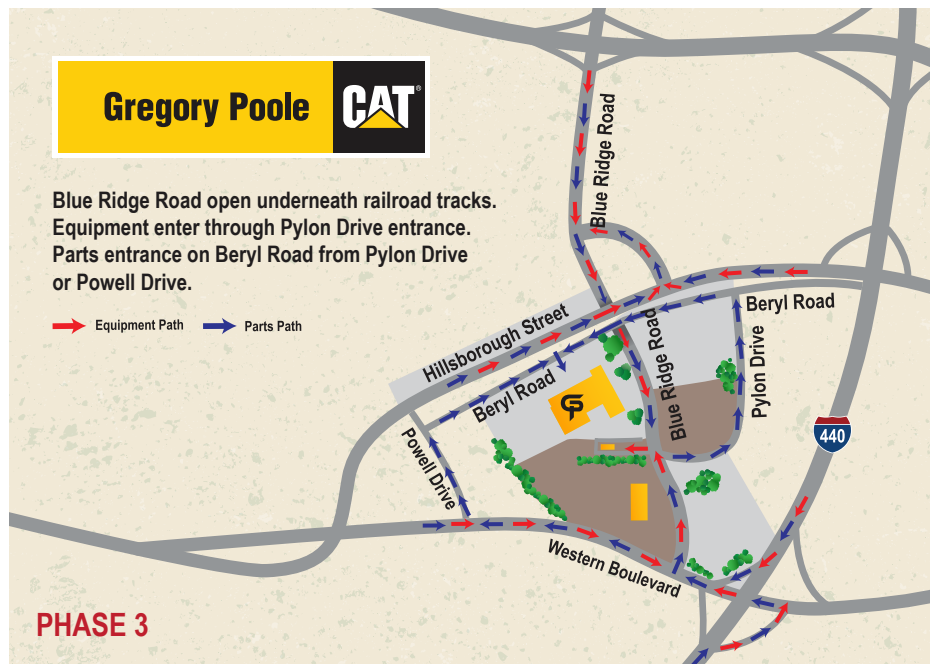 Gregory Poole CAT®
Blue Ridge Road open underneath railroad tracks.
Equipment enter through Pylon Drive entrance.
Parts entrance on Beryl Road from Pylon Drive
or Powell Drive.
Equipment Path
Parts Path
Blue Ridge Road
Hillsborough Street
Beryl Road
Beryl Road
Blue Ridge Road
Pylon Drive
Powell Drive
GP
440
Western Boulevard
PHASE 3